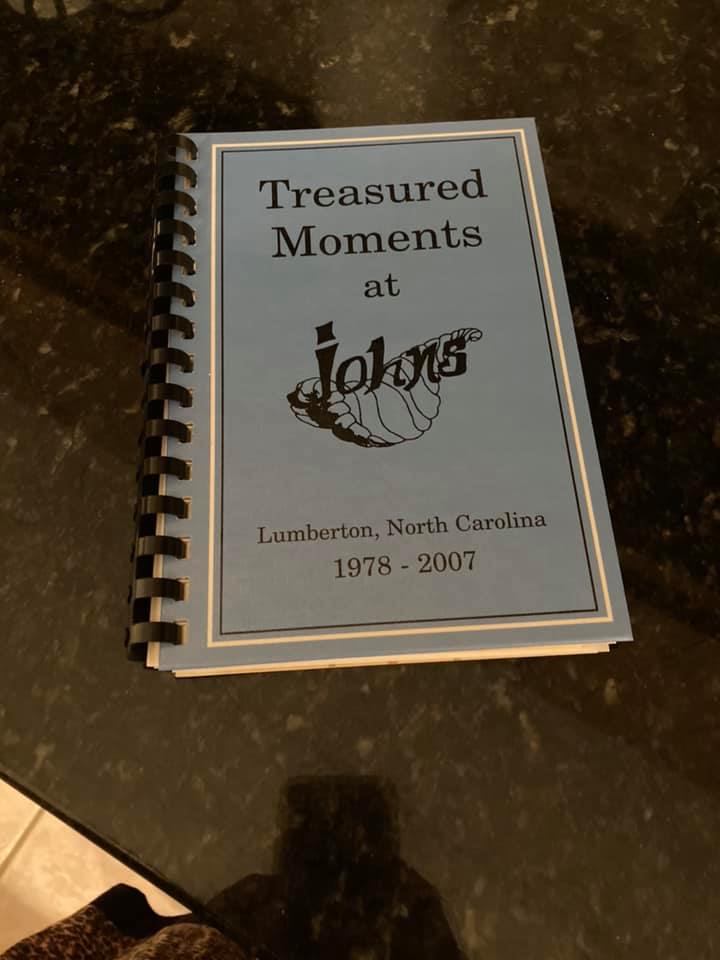 Treasured
Moments
at
johns
Lumberton, North Carolina
1978 - 2007